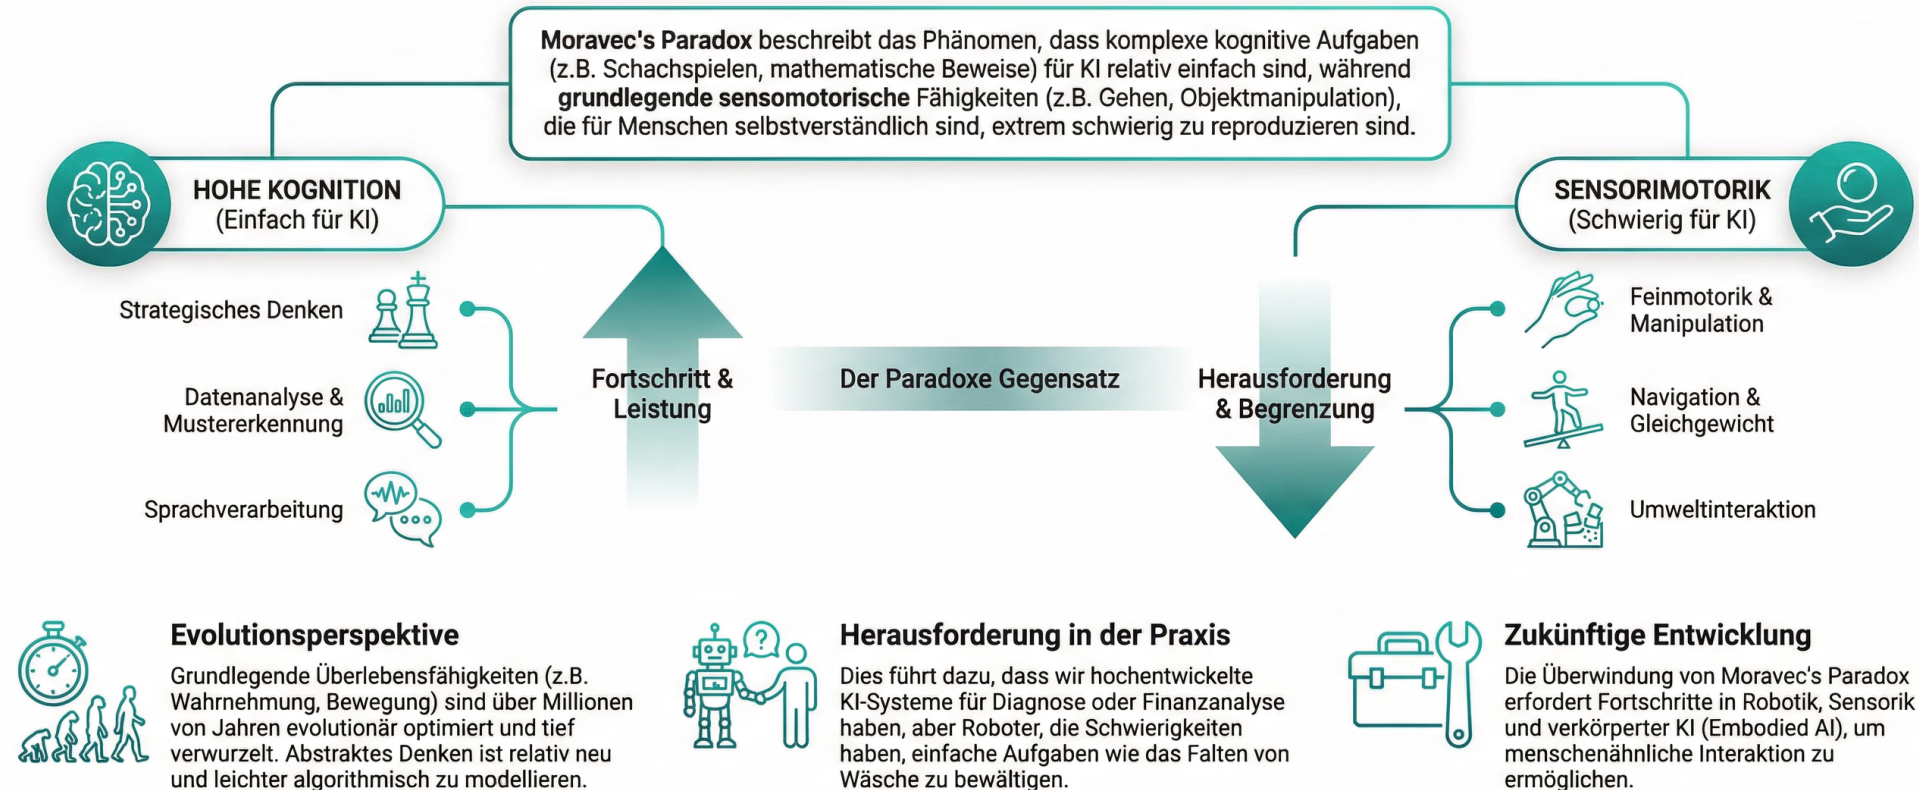 Moravec's Paradox beschreibt das Phänomen, dass komplexe kognitive Aufgaben
(z.B. Schachspielen, mathematische Beweise) für KI relativ einfach sind, während
grundlegende sensomotorische Fähigkeiten (z.B. Gehen, Objektmanipulation),
die für Menschen selbstverständlich sind, extrem schwierig zu reproduzieren sind.
HOHE KOGNITION
(Einfach für KI)
Strategisches Denken
Datenanalyse &
Mustererkennung
Sprachverarbeitung
Fortschritt &
Leistung
Der Paradoxe Gegensatz
Herausforderung
& Begrenzung
SENSORIMOTORIK
(Schwierig für KI)
Feinmotorik &
Manipulation
Navigation &
Gleichgewicht
Umweltinteraktion
Evolutionsperspektive
Grundlegende Überlebensfähigkeiten (z.B.
Wahrnehmung, Bewegung) sind über Millionen
von Jahren evolutionär optimiert und tief
verwurzelt. Abstraktes Denken ist relativ neu
und leichter algorithmisch zu modellieren.
?
Herausforderung in der Praxis
Dies führt dazu, dass wir hochentwickelte
KI-Systeme für Diagnose oder Finanzanalyse
haben, aber Roboter, die Schwierigkeiten
haben, einfache Aufgaben wie das Falten von
Wäsche zu bewältigen.
Zukünftige Entwicklung
Die Überwindung von Moravec's Paradox
erfordert Fortschritte in Robotik, Sensorik
und verkörperter KI (Embodied AI), um
menschenähnliche Interaktion zu
ermöglichen.